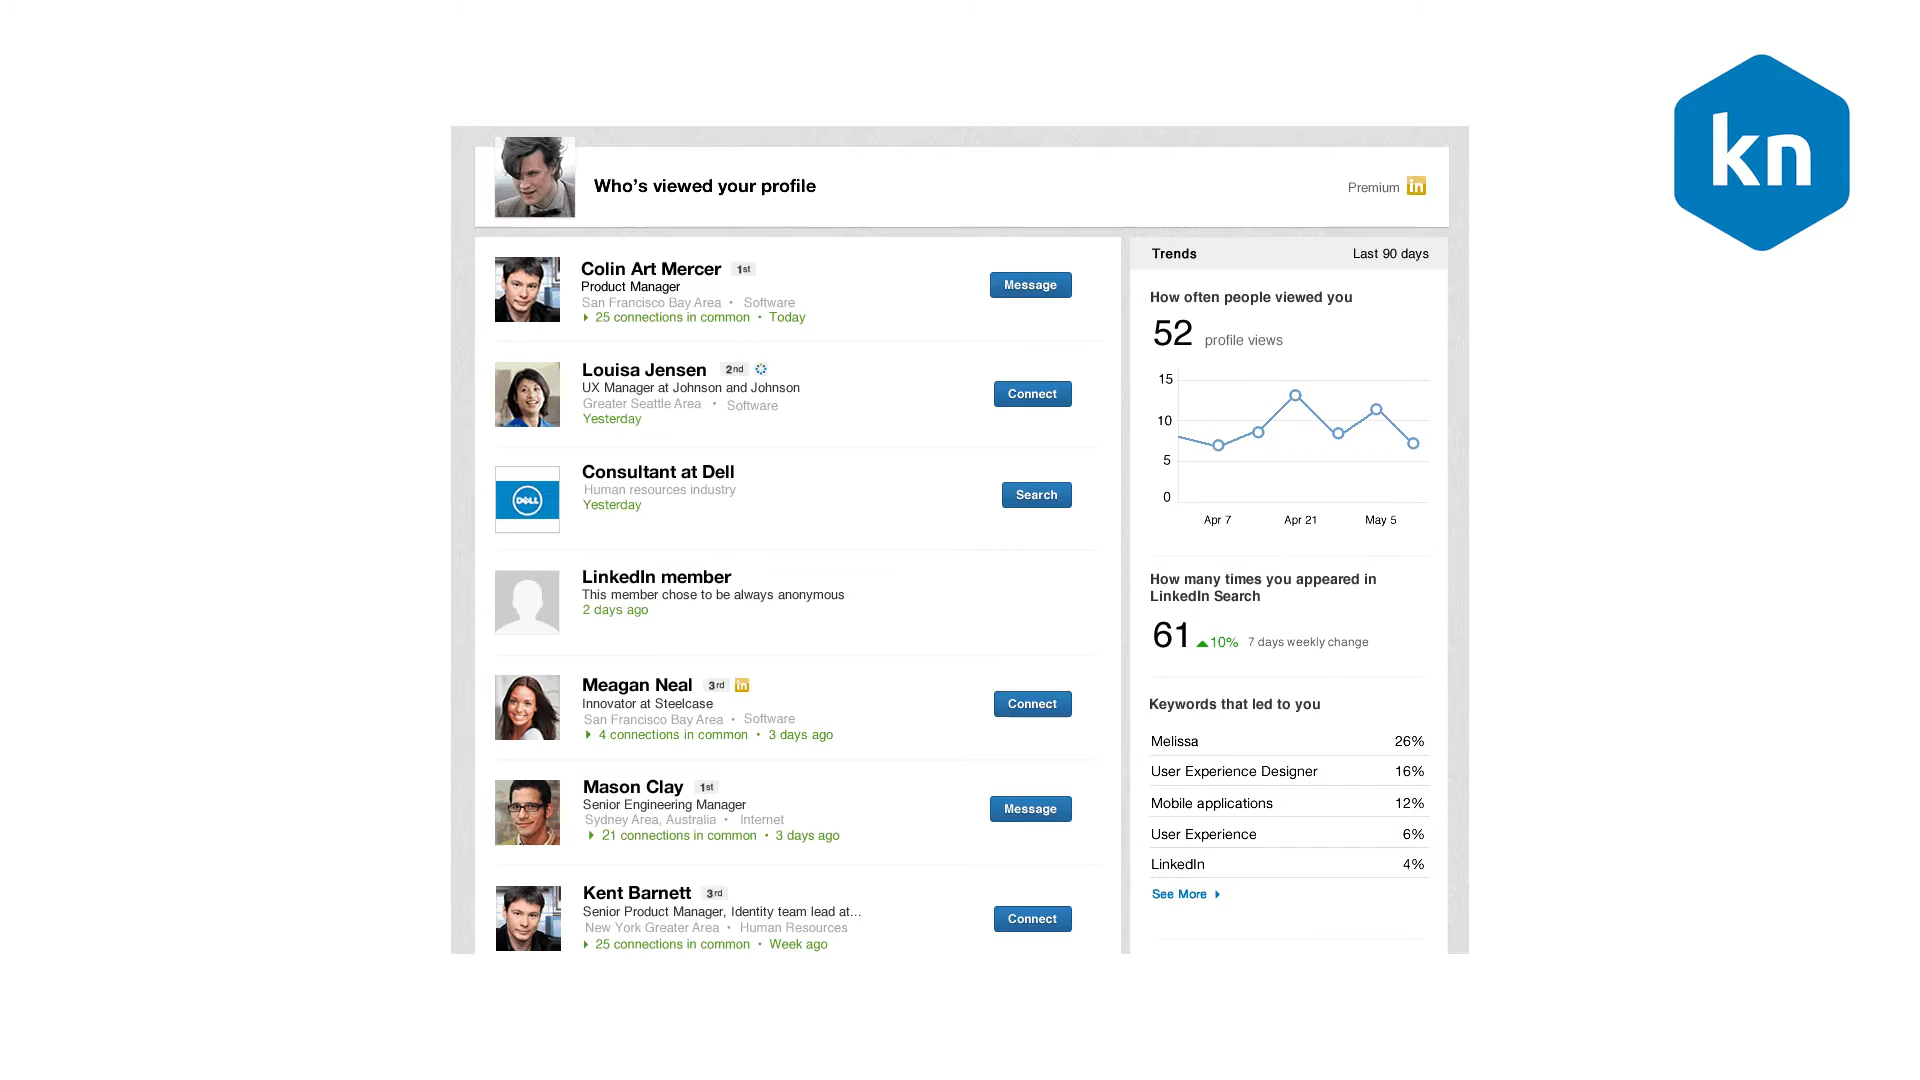 kn
Who's viewed your profile
Premium in
Colin Art Mercer 1st
Product Manager
San Francisco Bay Area • Software
25 connections in common • Today
Message
Louisa Jensen 2nd
UX Manager at Johnson and Johnson
Greater Seattle Area • Software
Yesterday
Connect
DELL
Consultant at Dell
Human resources industry
Yesterday
Search
LinkedIn member
This member chose to be always anonymous
2 days ago
Meagan Neal 3rd in
Innovator at Steelcase
San Francisco Bay Area • Software
4 connections in common • 3 days ago
Connect
Mason Clay 1st
Senior Engineering Manager
Sydney Area, Australia • Internet
21 connections in common • 3 days ago
Message
Kent Barnett 3rd
Senior Product Manager, Identity team lead at...
New York Greater Area • Human Resources
25 connections in common • Week ago
Connect
Trends Last 90 days
How often people viewed you
52 profile views
15
10
5
0
Apr 7 Apr 21 May 5
How many times you appeared in
LinkedIn Search
61 10% 7 days weekly change
Keywords that led to you
Melissa 26%
User Experience Designer 16%
Mobile applications 12%
User Experience 6%
LinkedIn 4%
See More